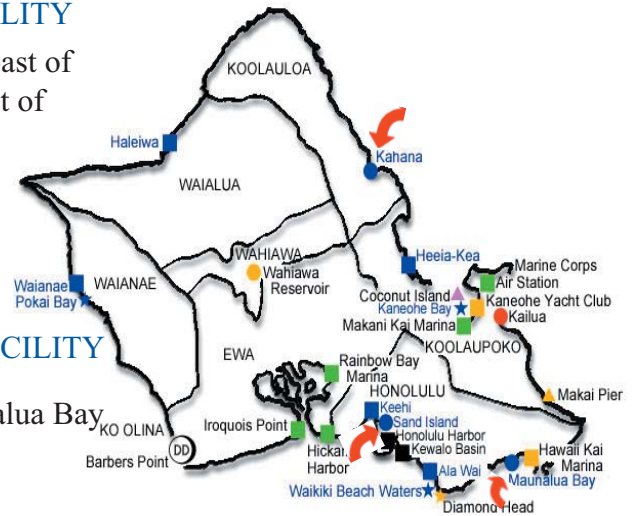 LITY
ast of
t of
CILITY
alua Bay
KOOLAULOA
Haleiwa
Kahana
WAIALUA
WAHIAWA
Wahiawa
Reservoir
Heeia-Kea
Marine Corps
Air Station
Waianae
Pokai Bay
WAIANAE
Coconut Island
Kaneohe Bay
Kaneohe Yacht Club
Kailua
Makani Kai Marina
KOOLAUPOKO
EWA
Rainbow Bay
Marina
HONOLULU
Makai Pier
Keehi
Sand Island
KO OLINA
Iroquois Point
Honolulu Harbor
Kewalo Basin
DD
Barbers Point
Hickam
Harbor
Ala Wai
Hawaii Kai
Marina
Maunalua Bay
Waikiki Beach Waters
Diamond Head